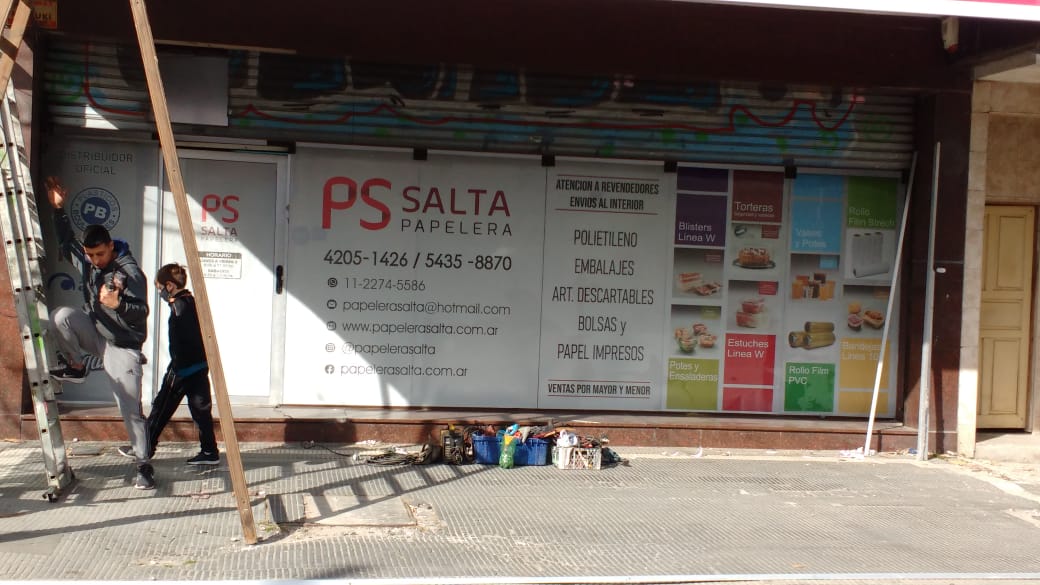 DISTRIBUIDOR
OFICIAL
PB
PS
SALTA
PAPELERA
HORARIO
PS SALTA
PAPELERA
4205-1426 / 5435 -8870
11-2274-5586
papelerasalta@hotmail.com
www.papelerasalta.com.ar
@papelerasalta
papelerasalta.com.ar
ATENCION A REVENDEDORES
ENVIOS AL INTERIOR
POLIETILENO
EMBALAJES
ART. DESCARTABLES
BOLSAS y
PAPEL IMPRESOS
VENTAS POR MAYOR Y MENOR
Blisters
Linea W
Torteras
Vasos
y Potes
Rollo
Film Strech
Potes y
Ensaladeras
Estuches
Linea W
Rollo Film
PVC
Bandejas
Linea 10